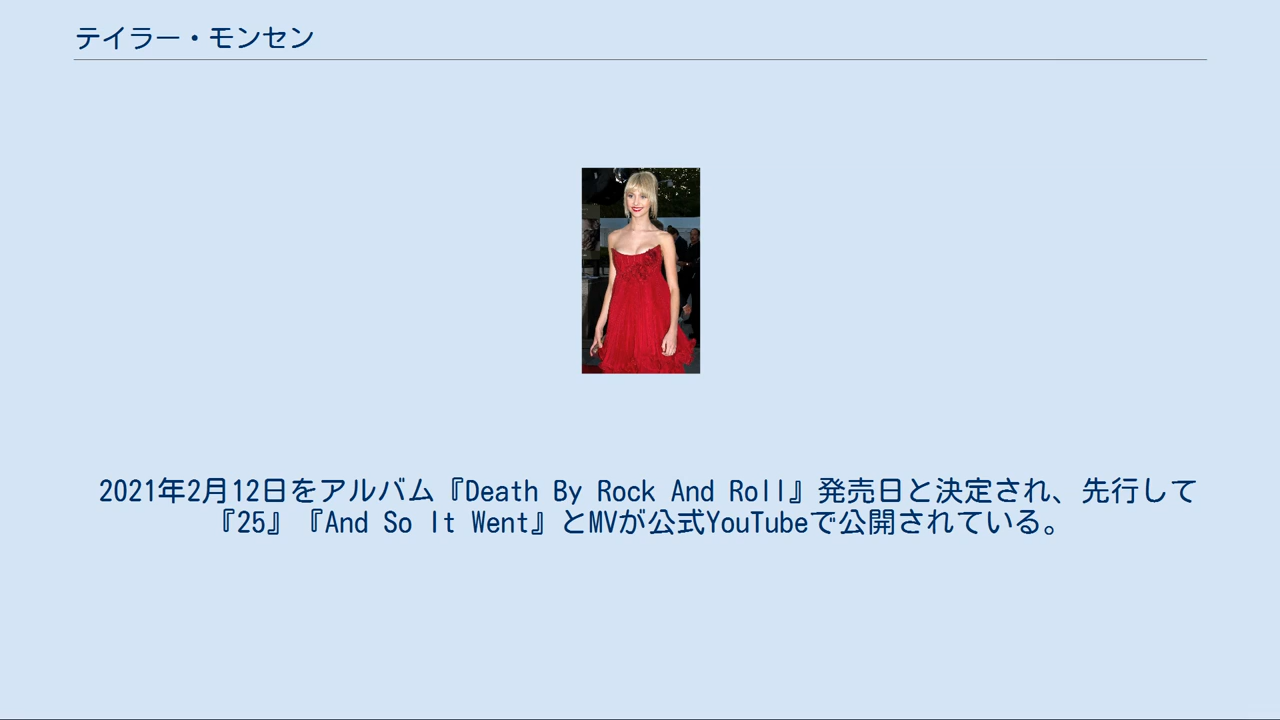 テイラー・モンセン
2021年2月12日をアルバム『Death By Rock And Roll』発売日と決定され、先行して
『25』『And So It Went』とMVが公式YouTubeで公開されている。